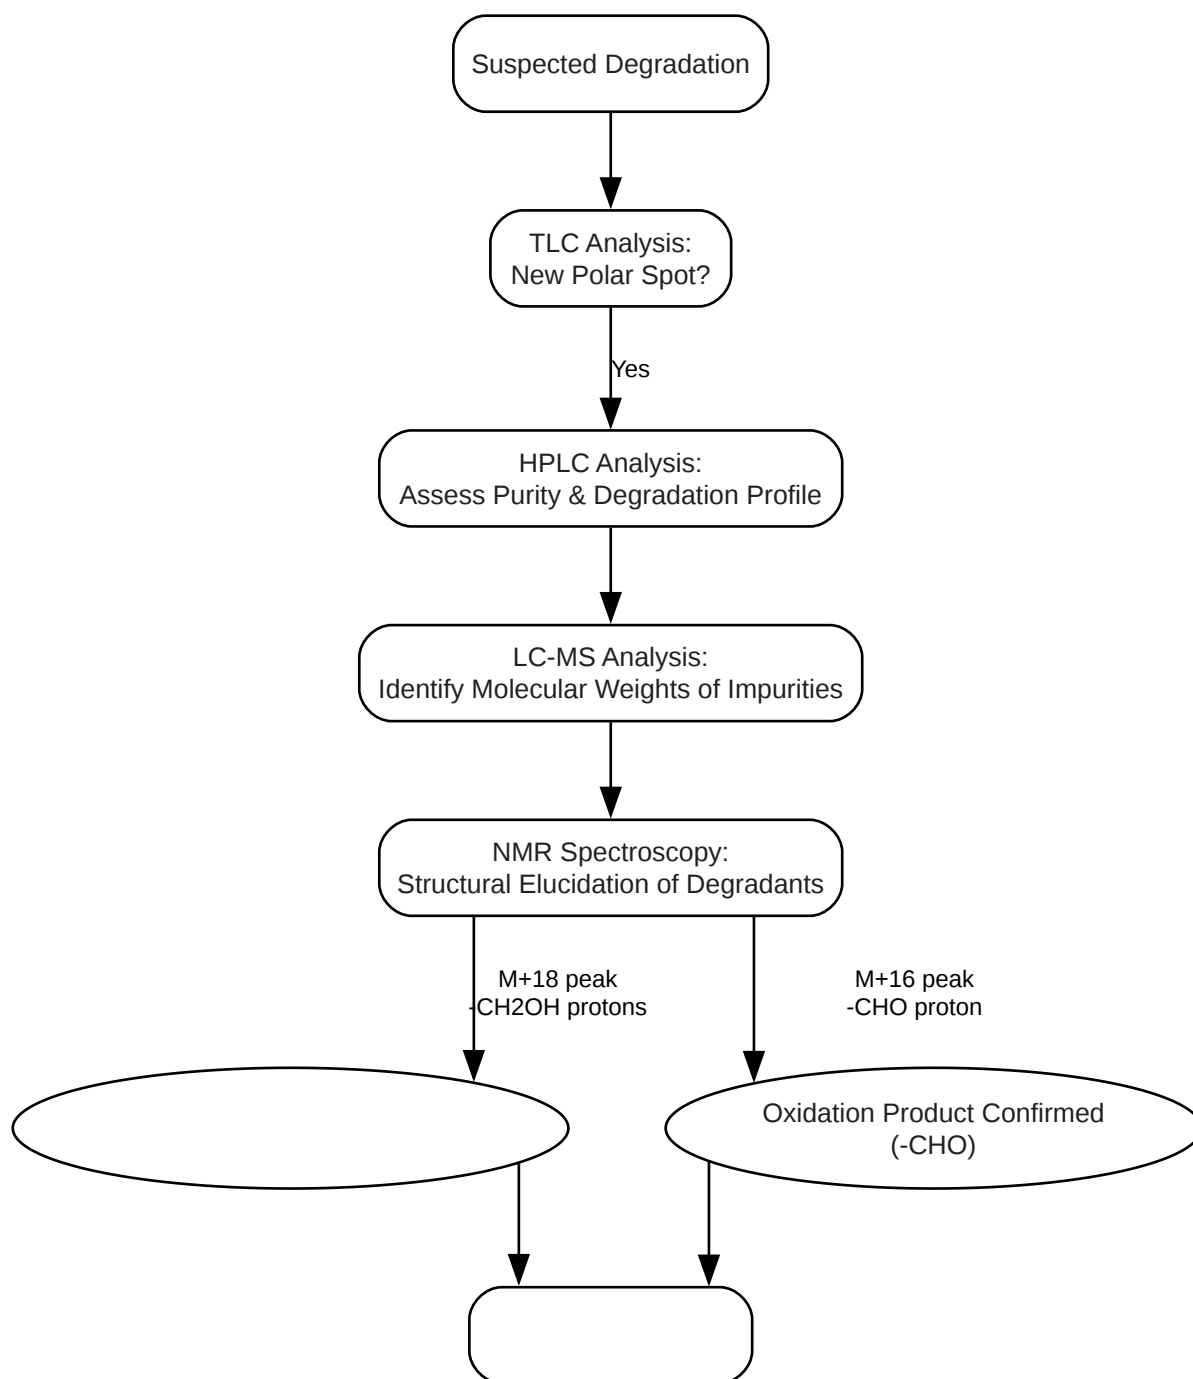 Suspected Degradation
TLC Analysis:
New Polar Spot?
Yes
HPLC Analysis:
Assess Purity & Degradation Profile
LC-MS Analysis:
Identify Molecular Weights of Impurities
NMR Spectroscopy:
Structural Elucidation of Degradants
M+18 peak
-CH2OH protons
M+16 peak
-CHO proton
Oxidation Product Confirmed
(-CHO)